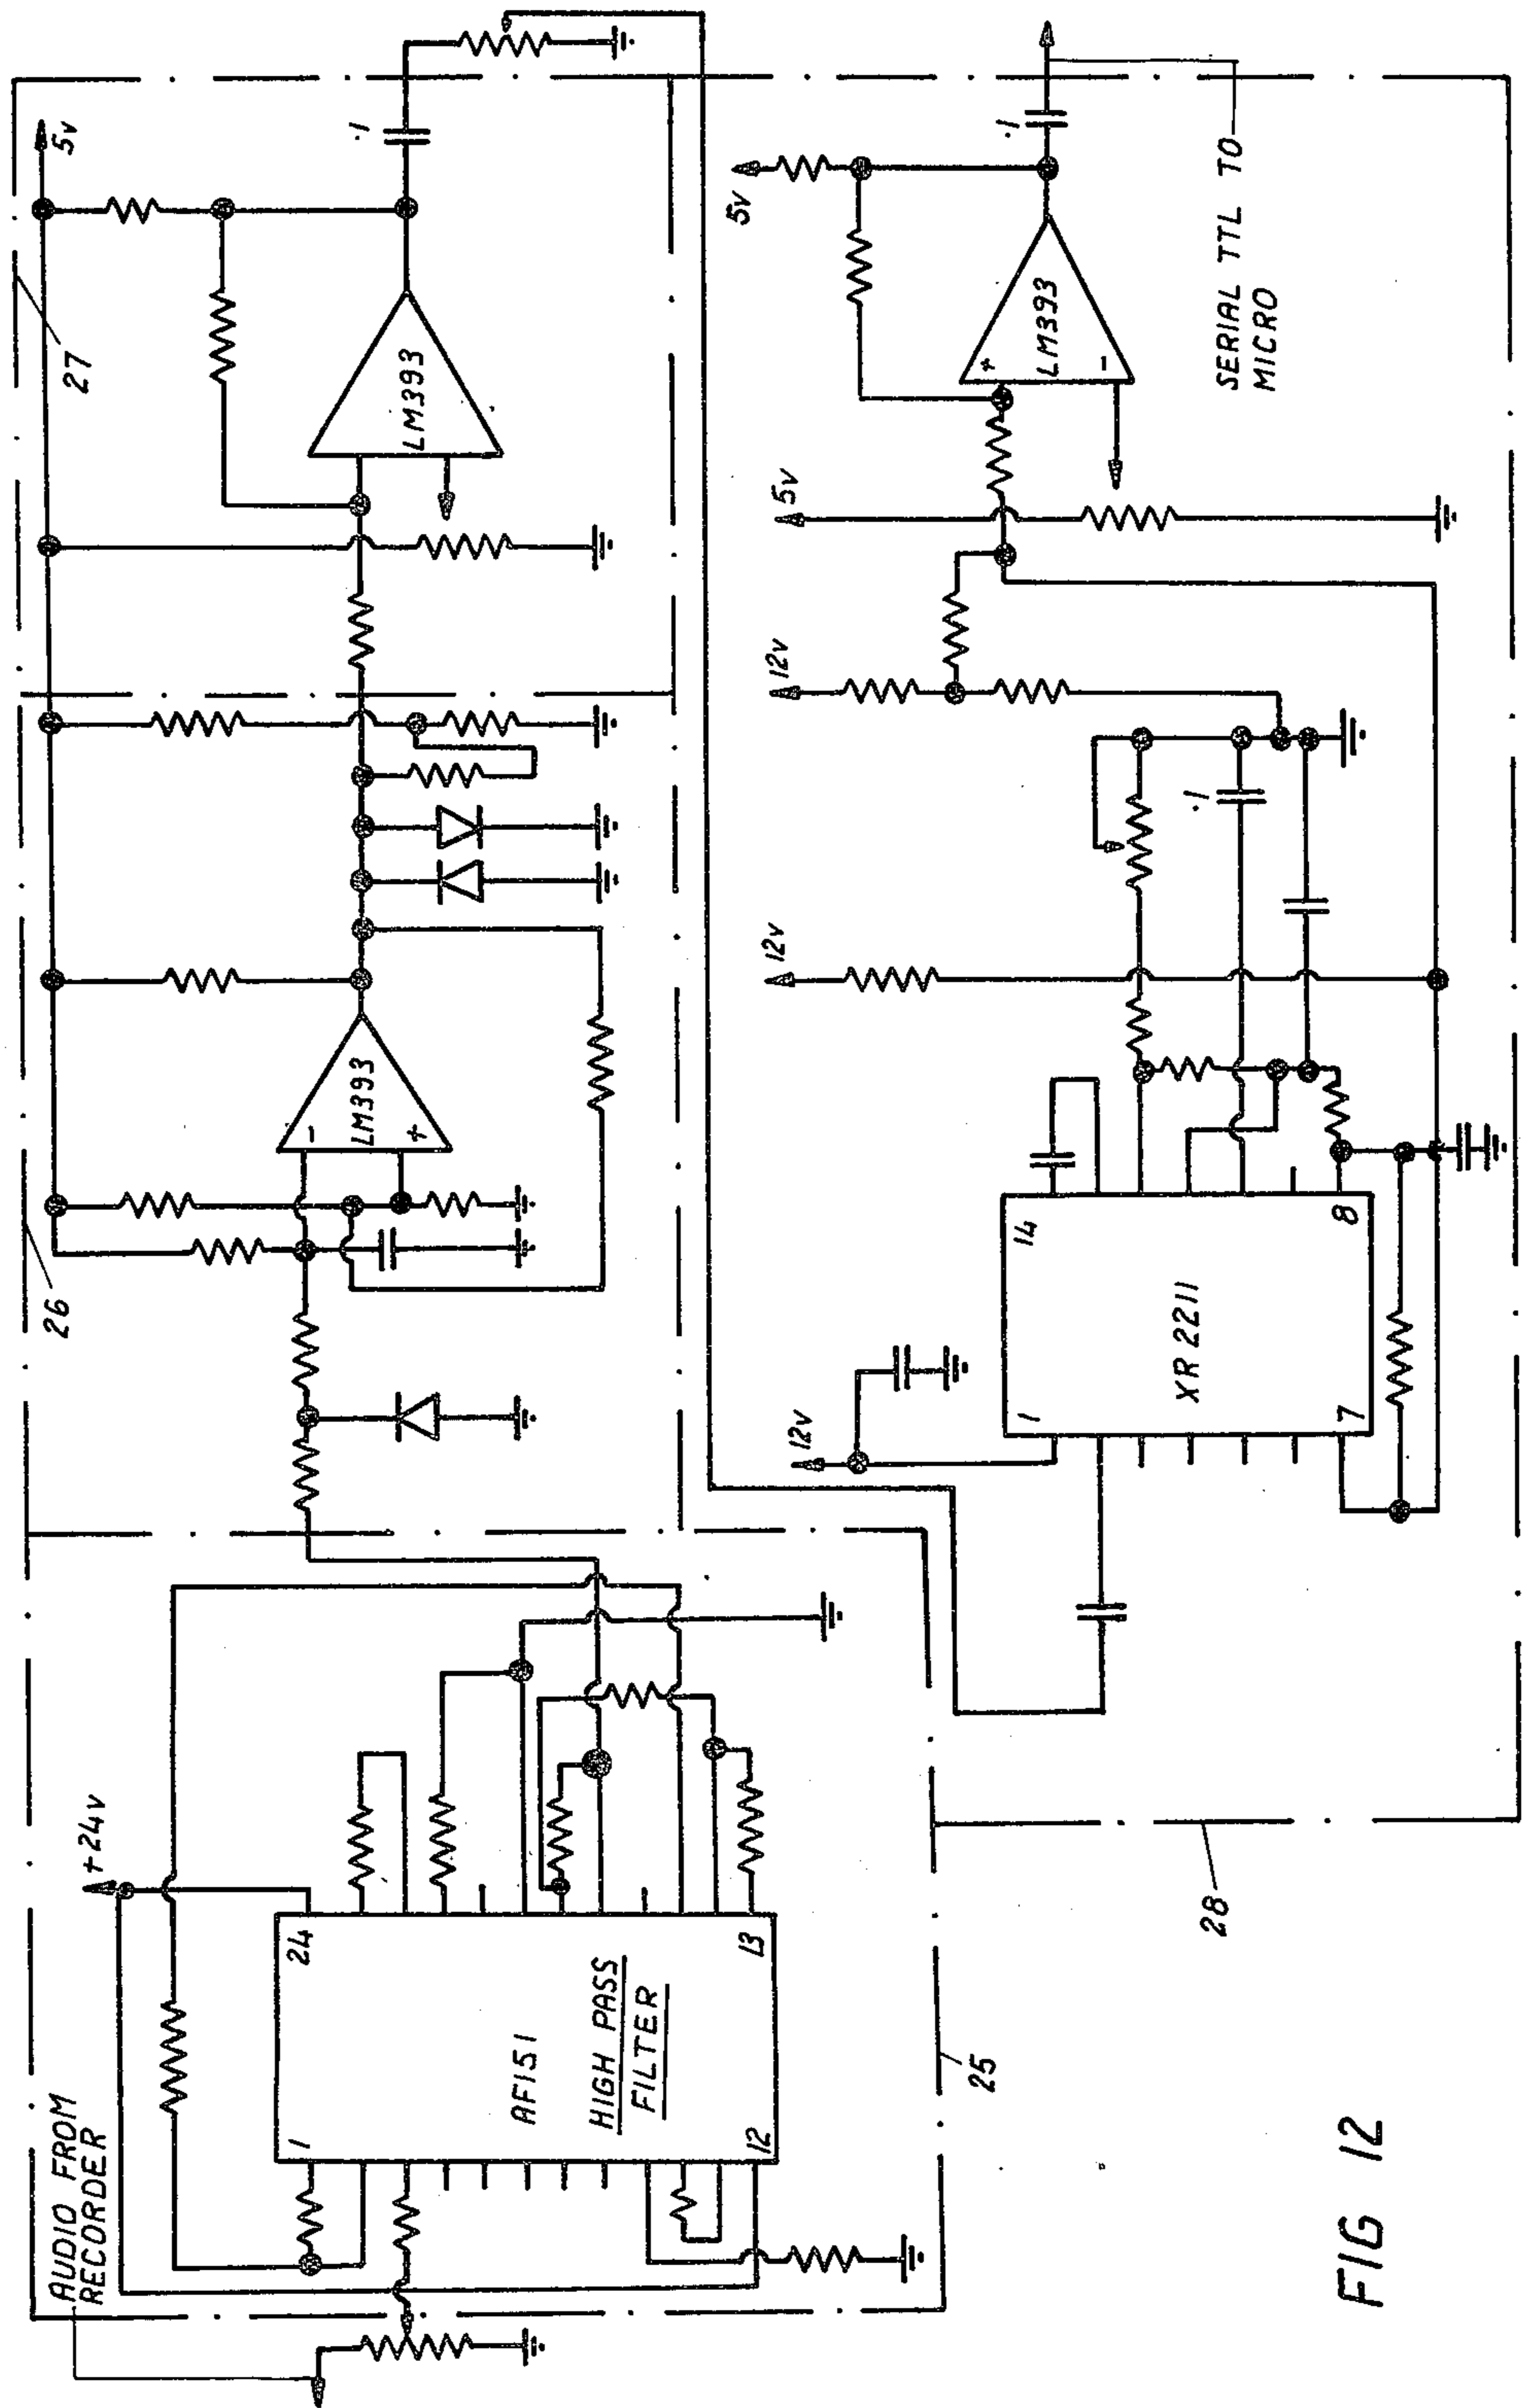 AUDIO FROM
RECORDER
+24v
1
24
AF151
HIGH PASS
FILTER
12
13
25
26
-
LM393
+
27
5v
LM393
.1
28
12v
1
14
XR 2211
7
8
12v
12v
.1
5v
+
LM393
-
5v
.1
SERIAL TTL TO
MICRO
FIG 12